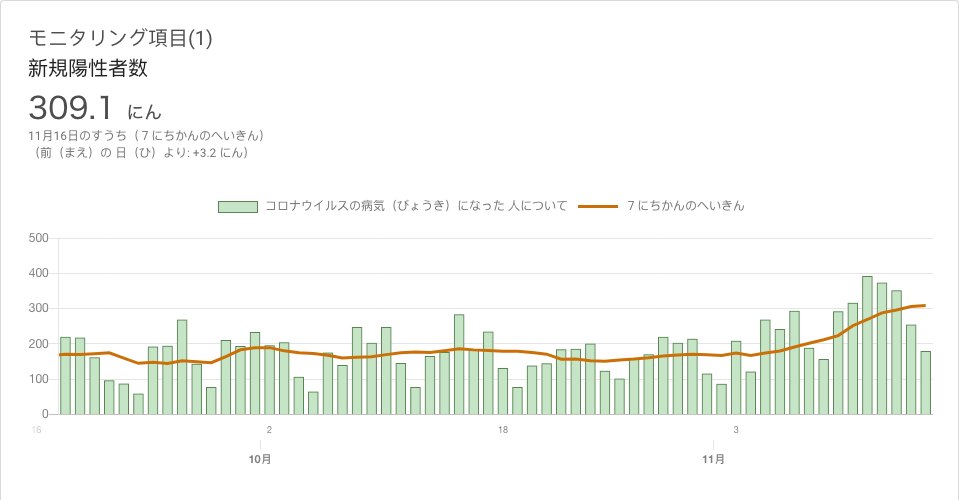 モニタリング項目(1)
新規陽性者数
309.1 にん
11月16日のすうち（７にちかんのへいきん）
（前（まえ）の 日（ひ）より: +3.2 にん）
コロナウイルスの病気（びょうき）になった 人について ７にちかんのへいきん
500
400
300
200
100
0
16 2 18 3
10月 11月